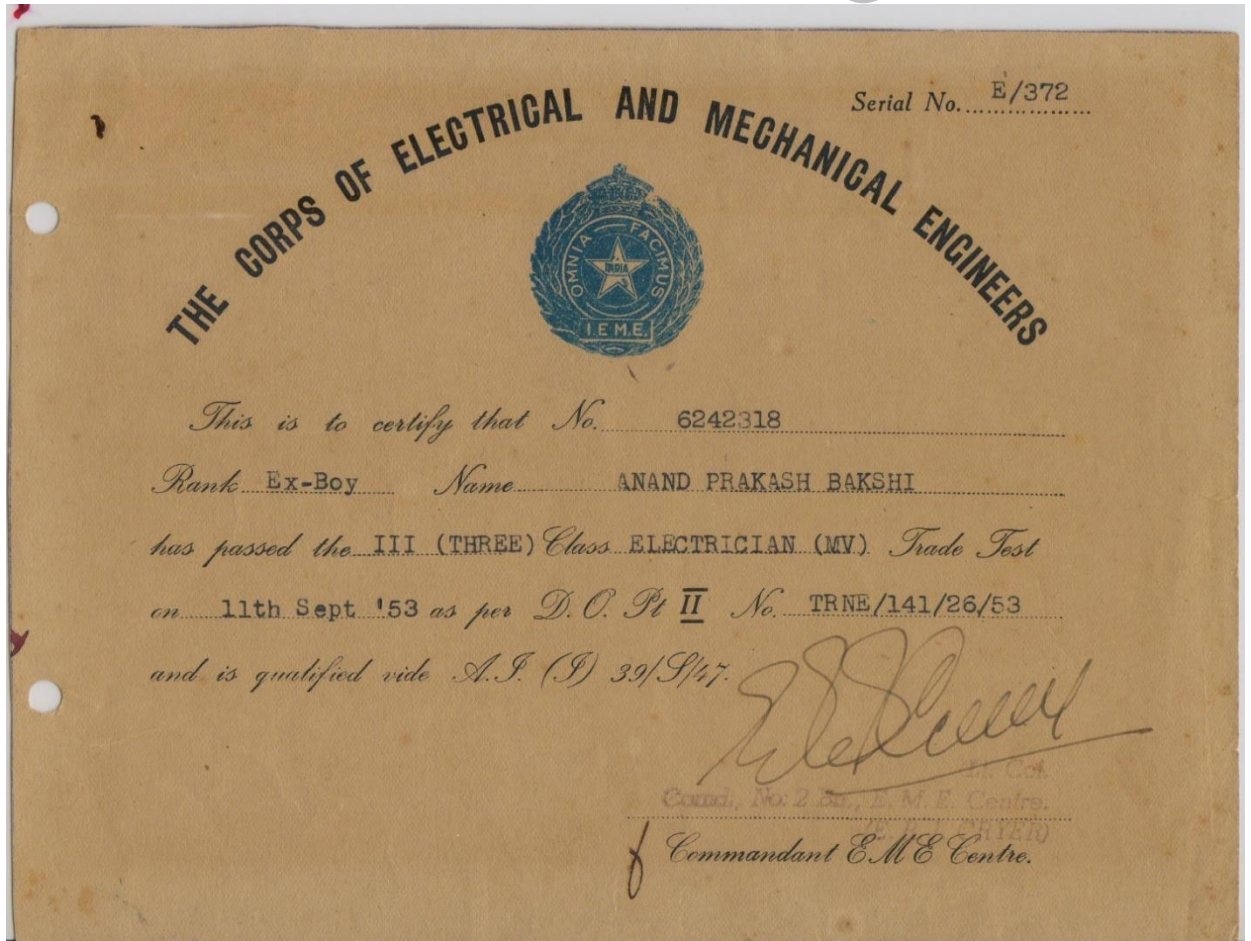 Serial No. E/372
THE CORPS OF ELECTRICAL AND MECHANICAL ENGINEERS
OMNIA FACIMUS
INDIA
I.E.M.E.
This is to certify that No. 6242318
Rank Ex-Boy Name ANAND PRAKASH BAKSHI
has passed the III (THREE) Class ELECTRICIAN (MV) Trade Test
on 11th Sept '53 as per D. O. Pt II No. TRNE/141/26/53
and is qualified vide A.I. (I) 39/S/47.
Lt. Col.
Comd., No: 2 Bn., E. M. E. Centre.
Commandant EME Centre.